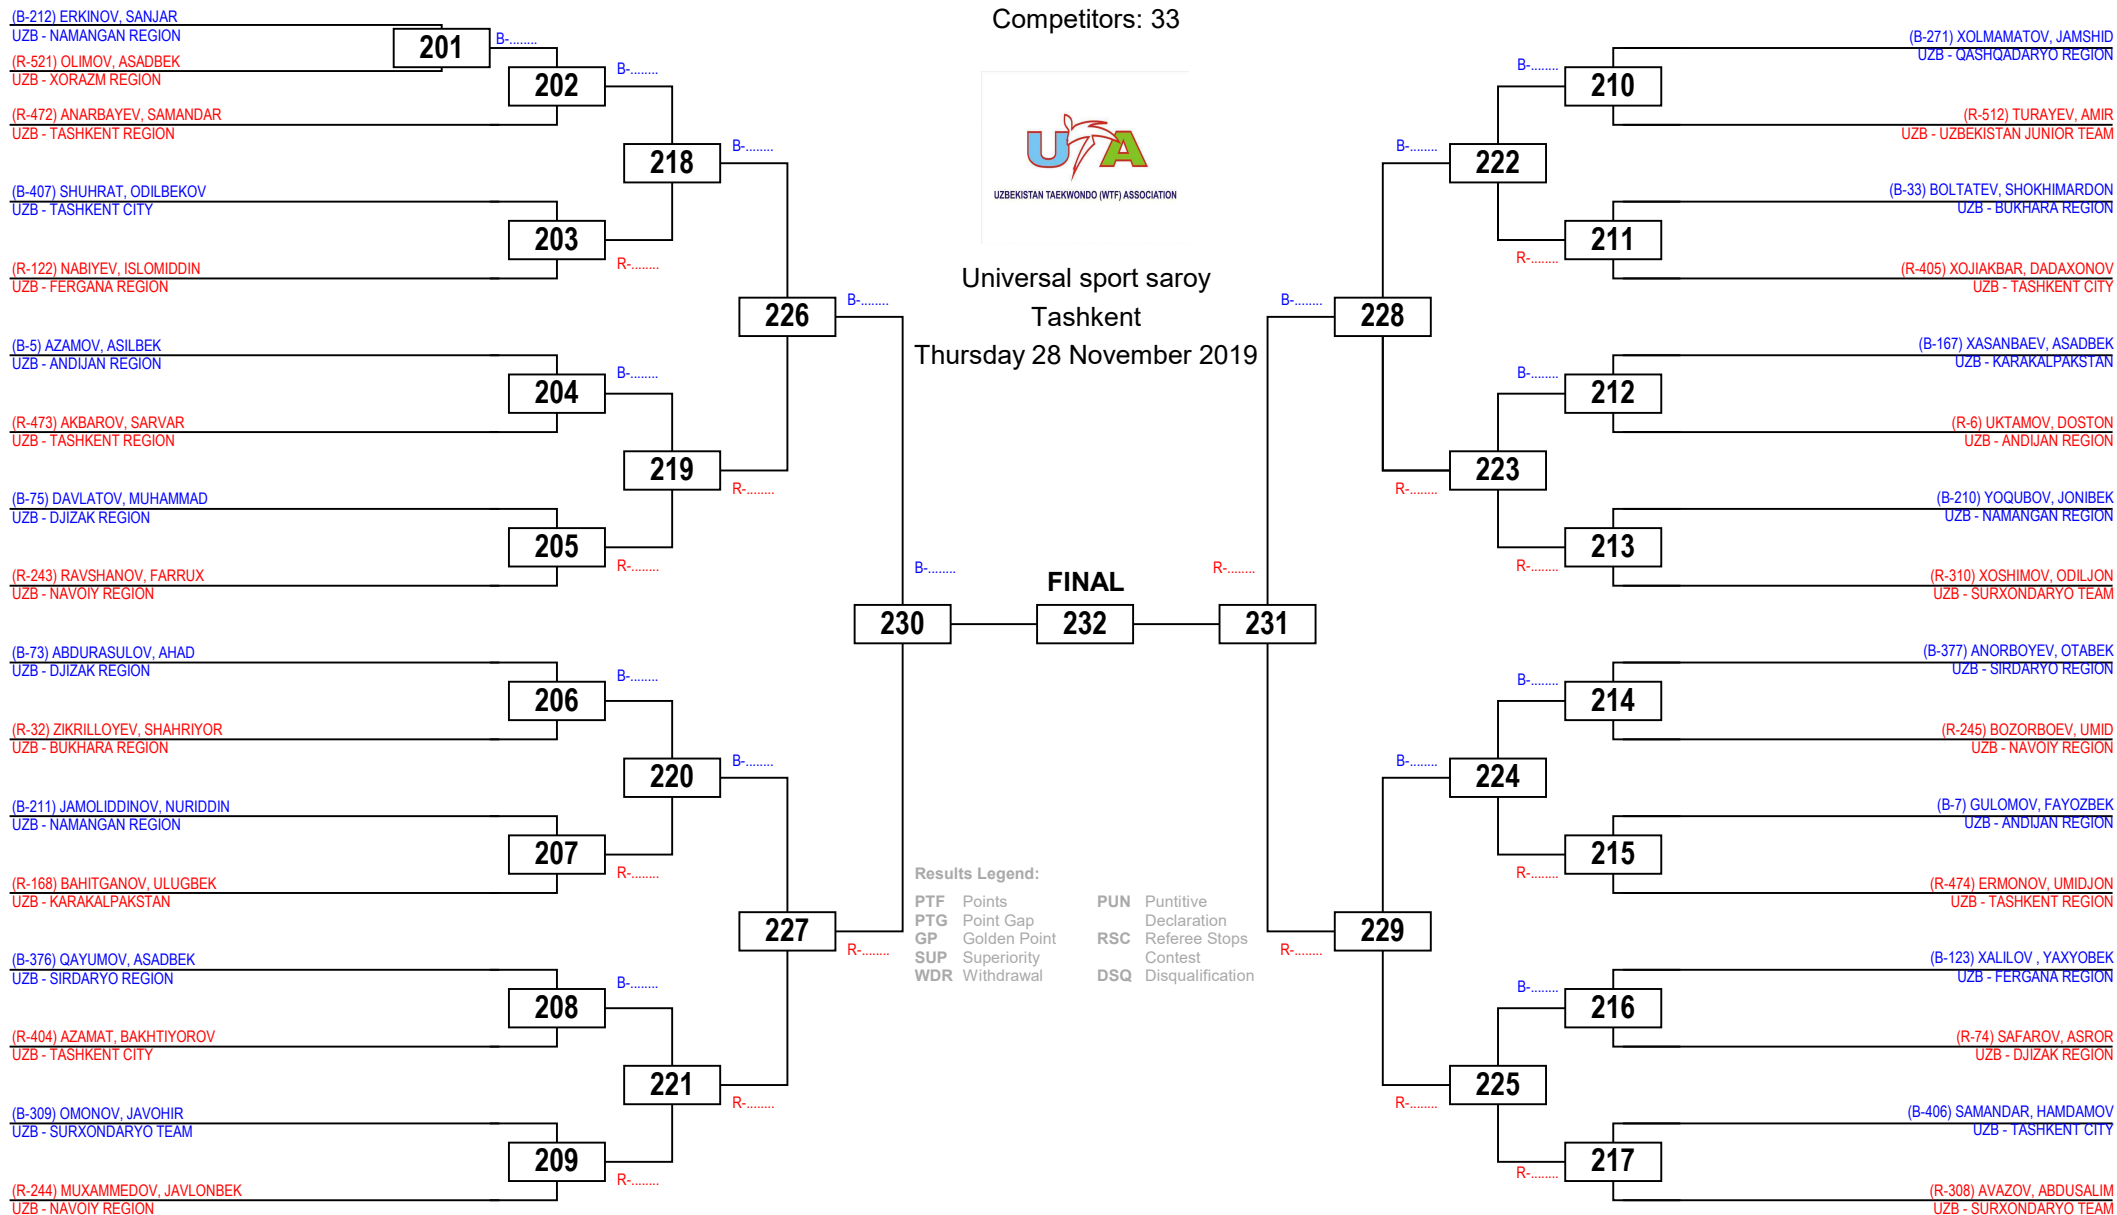 Competitors: 33
UTA
UZBEKISTAN TAEKWONDO (WTF) ASSOCIATION
Universal sport saroy
Tashkent
Thursday 28 November 2019
(B-212) ERKINOV, SANJAR
UZB - NAMANGAN REGION
201
B-........
(R-521) OLIMOV, ASADBEK
UZB - XORAZM REGION
202
B-........
(R-472) ANARBAYEV, SAMANDAR
UZB - TASHKENT REGION
218
B-........
(B-407) SHUHRAT, ODILBEKOV
UZB - TASHKENT CITY
203
R-........
(R-122) NABIYEV, ISLOMIDDIN
UZB - FERGANA REGION
226
B-........
(B-5) AZAMOV, ASILBEK
UZB - ANDIJAN REGION
204
B-........
(R-473) AKBAROV, SARVAR
UZB - TASHKENT REGION
219
R-........
(B-75) DAVLATOV, MUHAMMAD
UZB - DJIZAK REGION
205
R-........
(R-243) RAVSHANOV, FARRUX
UZB - NAVOIY REGION
B-........
230
(B-73) ABDURASULOV, AHAD
UZB - DJIZAK REGION
206
B-........
(R-32) ZIKRILLOYEV, SHAHRIYOR
UZB - BUKHARA REGION
220
B-........
(B-211) JAMOLIDDINOV, NURIDDIN
UZB - NAMANGAN REGION
207
R-........
(R-168) BAHITGANOV, ULUGBEK
UZB - KARAKALPAKSTAN
227
R-........
(B-376) QAYUMOV, ASADBEK
UZB - SIRDARYO REGION
208
B-........
(R-404) AZAMAT, BAKHTIYOROV
UZB - TASHKENT CITY
221
R-........
(B-309) OMONOV, JAVOHIR
UZB - SURXONDARYO TEAM
209
R-........
(R-244) MUXAMMEDOV, JAVLONBEK
UZB - NAVOIY REGION
FINAL
232
(B-271) XOLMAMATOV, JAMSHID
UZB - QASHQADARYO REGION
B-........
210
(R-512) TURAYEV, AMIR
UZB - UZBEKISTAN JUNIOR TEAM
B-........
222
(B-33) BOLTATEV, SHOKHIMARDON
UZB - BUKHARA REGION
211
R-........
(R-405) XOJIAKBAR, DADAXONOV
UZB - TASHKENT CITY
B-........
228
(B-167) XASANBAEV, ASADBEK
UZB - KARAKALPAKSTAN
B-........
212
(R-6) UKTAMOV, DOSTON
UZB - ANDIJAN REGION
223
R-........
(B-210) YOQUBOV, JONIBEK
UZB - NAMANGAN REGION
213
R-........
(R-310) XOSHIMOV, ODILJON
UZB - SURXONDARYO TEAM
R-........
231
(B-377) ANORBOYEV, OTABEK
UZB - SIRDARYO REGION
B-........
214
(R-245) BOZORBOEV, UMID
UZB - NAVOIY REGION
B-........
224
(B-7) GULOMOV, FAYOZBEK
UZB - ANDIJAN REGION
215
R-........
(R-474) ERMONOV, UMIDJON
UZB - TASHKENT REGION
229
R-........
(B-123) XALILOV , YAXYOBEK
UZB - FERGANA REGION
B-........
216
(R-74) SAFAROV, ASROR
UZB - DJIZAK REGION
225
R-........
(B-406) SAMANDAR, HAMDAMOV
UZB - TASHKENT CITY
217
R-........
(R-308) AVAZOV, ABDUSALIM
UZB - SURXONDARYO TEAM
Results Legend:
PTF Points
PTG Point Gap
GP Golden Point
SUP Superiority
WDR Withdrawal
PUN Puntitive
Declaration
RSC Referee Stops
Contest
DSQ Disqualification